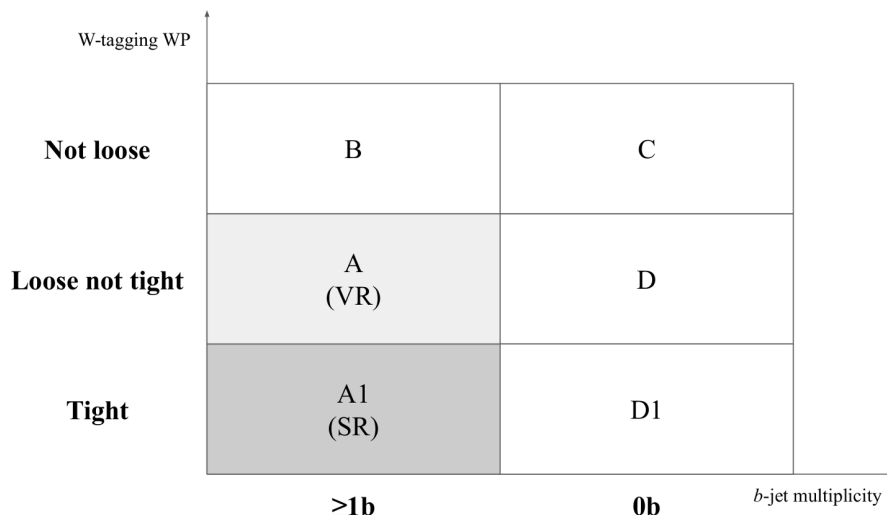 W-tagging WP
Not loose
B
C
Loose not tight
A
(VR)
D
Tight
A1
(SR)
D1
>1b
0b
b-jet multiplicity